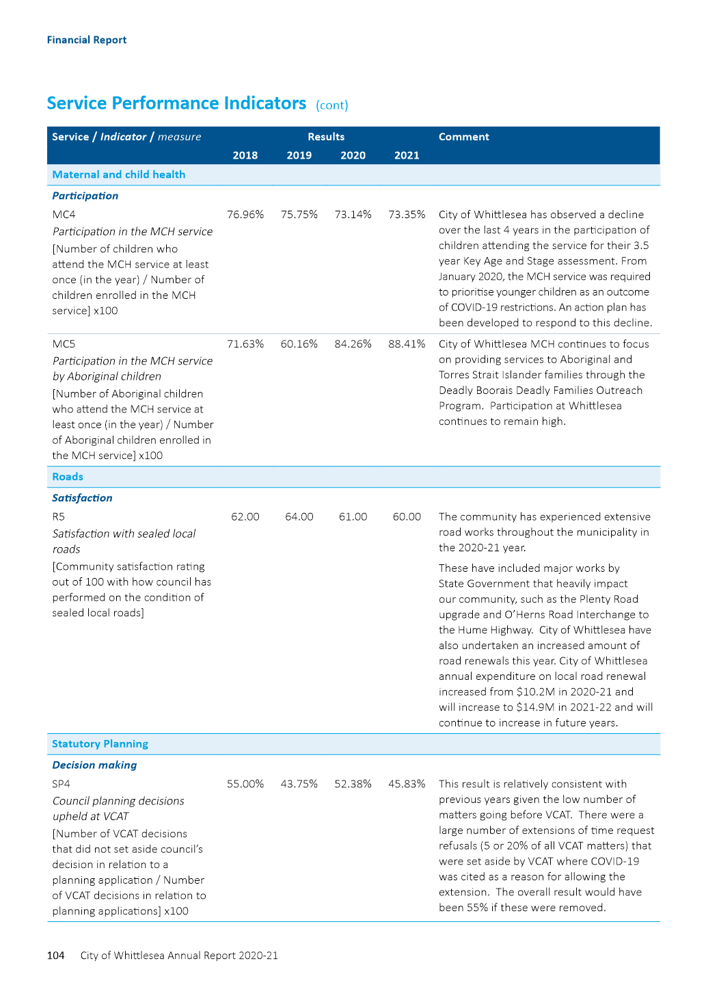 Financial Report
Service Performance Indicators (cont)
Service / Indicator / measure Results Comment
2018 2019 2020 2021
Maternal and child health
Participation
MC4 76.96% 75.75% 73.14% 73.35% City of Whittlesea has observed a decline
Participation in the MCH service over the last 4 years in the participation of
[Number of children who children attending the service for their 3.5
attend the MCH service at least year Key Age and Stage assessment. From
once (in the year) / Number of January 2020, the MCH service was required
children enrolled in the MCH to prioritise younger children as an outcome
service] x100 of COVID-19 restrictions. An action plan has
been developed to respond to this decline.
MC5 71.63% 60.16% 84.26% 88.41% City of Whittlesea MCH continues to focus
Participation in the MCH service on providing services to Aboriginal and
by Aboriginal children Torres Strait Islander families through the
[Number of Aboriginal children Deadly Boorais Deadly Families Outreach
who attend the MCH service at Program. Participation at Whittlesea
least once (in the year) / Number continues to remain high.
of Aboriginal children enrolled in
the MCH service] x100
Roads
Satisfaction
R5 62.00 64.00 61.00 60.00 The community has experienced extensive
Satisfaction with sealed local road works throughout the municipality in
roads the 2020-21 year.
[Community satisfaction rating These have included major works by
out of 100 with how council has State Government that heavily impact
performed on the condition of our community, such as the Plenty Road
sealed local roads] upgrade and O’Herns Road Interchange to
the Hume Highway. City of Whittlesea have
also undertaken an increased amount of
road renewals this year. City of Whittlesea
annual expenditure on local road renewal
increased from $10.2M in 2020-21 and
will increase to $14.9M in 2021-22 and will
continue to increase in future years.
Statutory Planning
Decision making
SP4 55.00% 43.75% 52.38% 45.83% This result is relatively consistent with
Council planning decisions previous years given the low number of
upheld at VCAT matters going before VCAT. There were a
[Number of VCAT decisions large number of extensions of time request
that did not set aside council’s refusals (5 or 20% of all VCAT matters) that
decision in relation to a were set aside by VCAT where COVID-19
planning application / Number was cited as a reason for allowing the
of VCAT decisions in relation to extension. The overall result would have
planning applications] x100 been 55% if these were removed.
104 City of Whittlesea Annual Report 2020-21